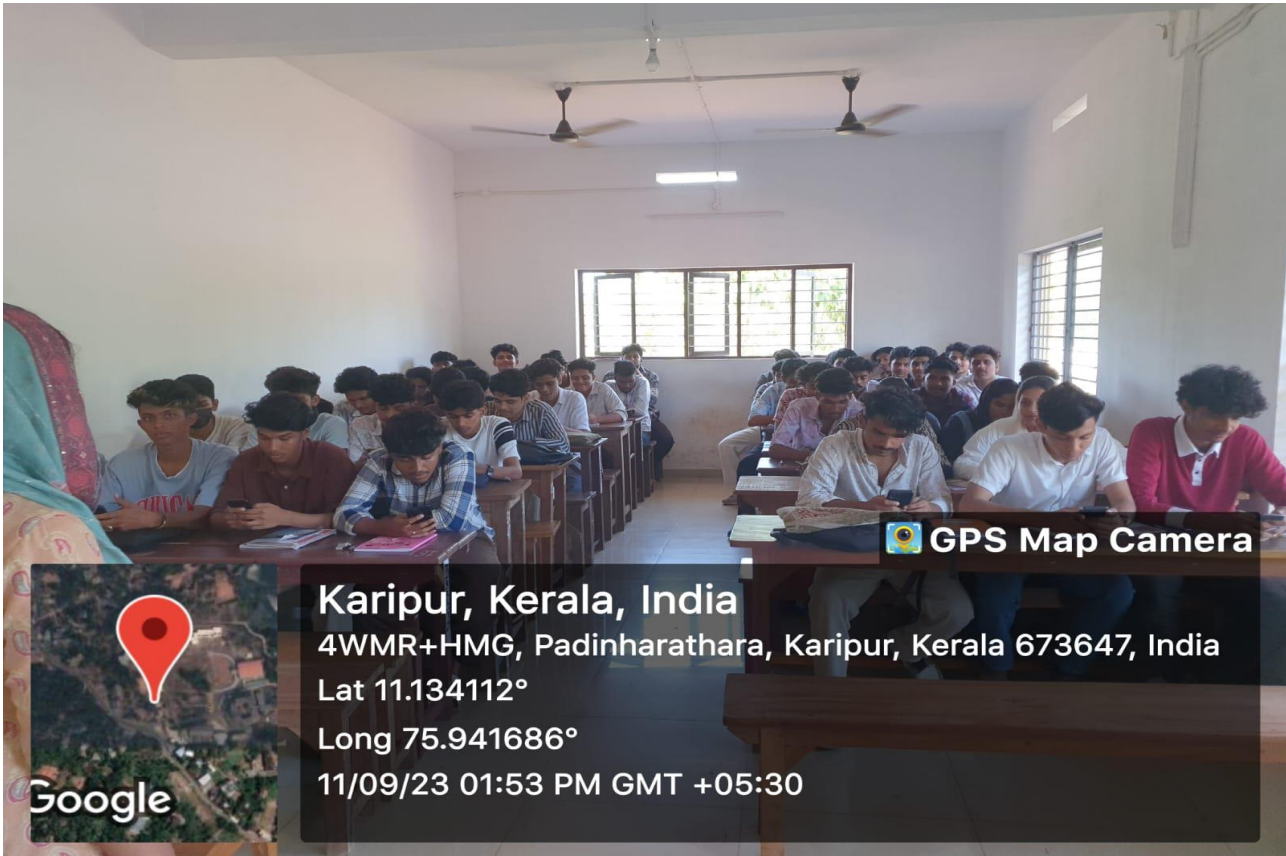 GPS Map Camera
Karipur, Kerala, India
4WMR+HMG, Padinharathara, Karipur, Kerala 673647, India
Lat 11.134112°
Long 75.941686°
11/09/23 01:53 PM GMT +05:30
Google